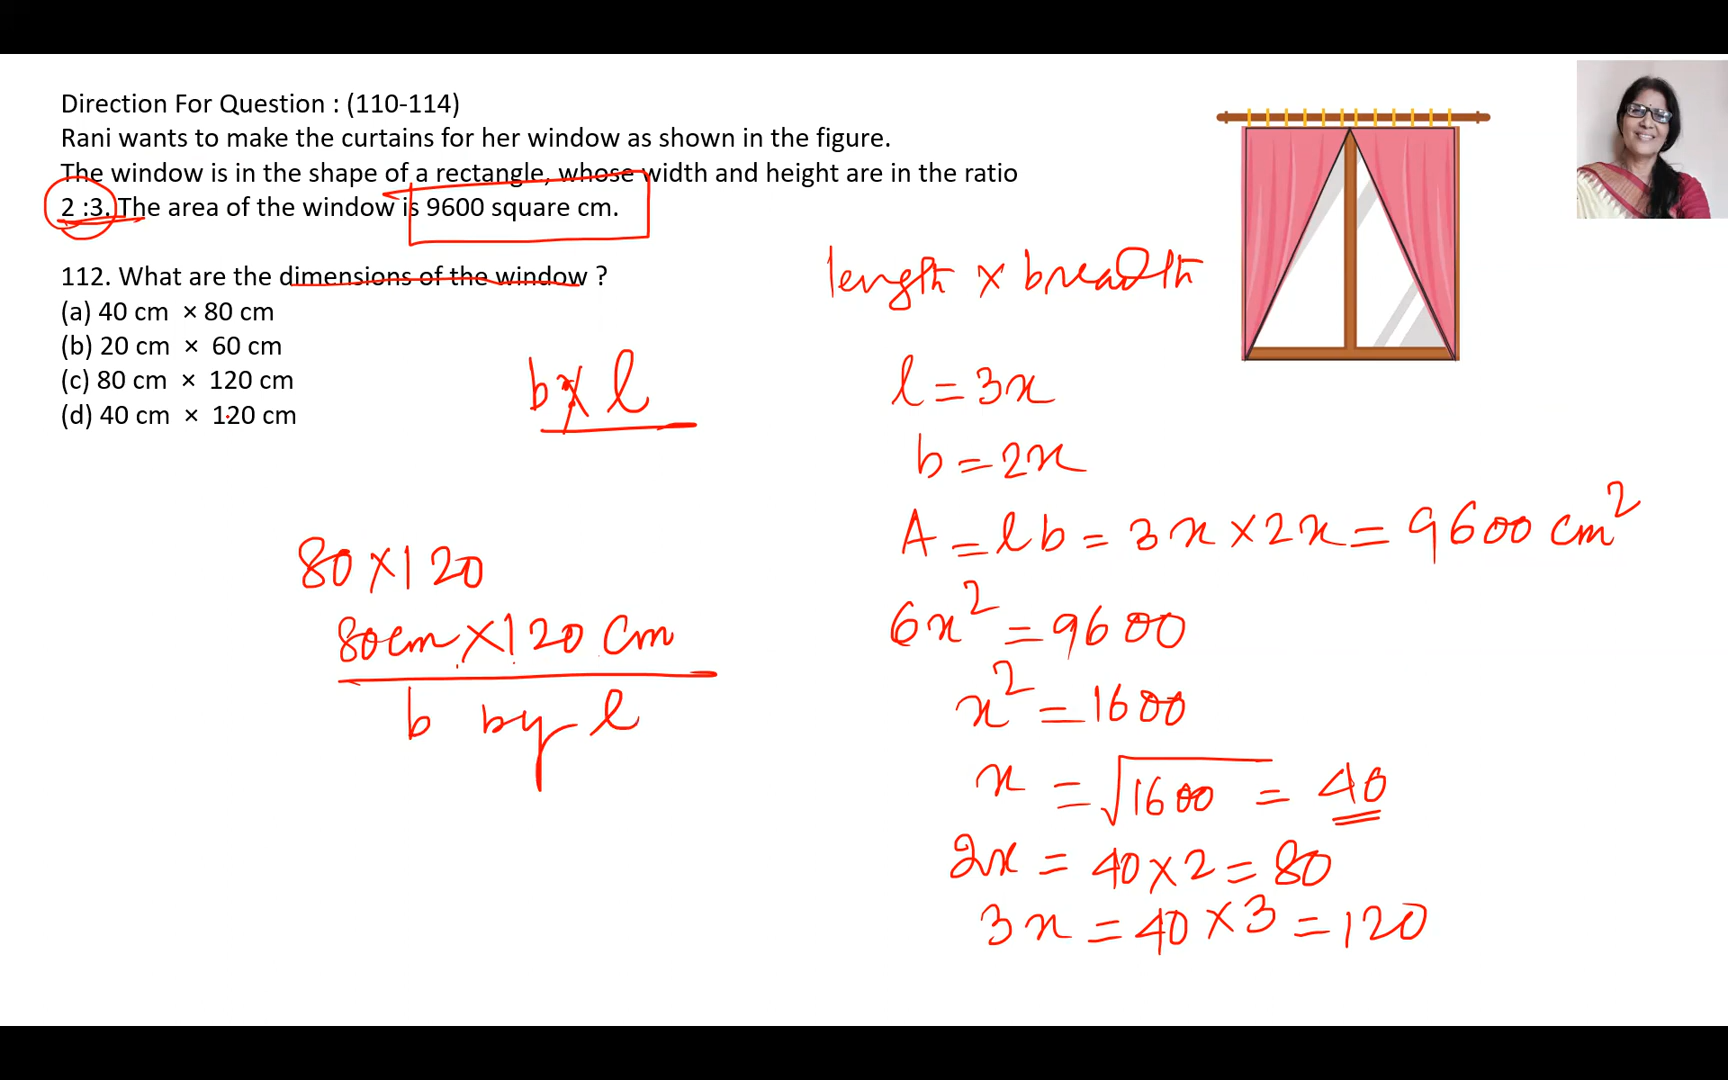 Direction For Question : (110-114)
Rani wants to make the curtains for her window as shown in the figure.
The window is in the shape of a rectangle, whose width and height are in the ratio
2 :3. The area of the window is 9600 square cm.
112. What are the dimensions of the window ?
(a) 40 cm × 80 cm
(b) 20 cm × 60 cm
(c) 80 cm × 120 cm
(d) 40 cm × 120 cm
b x l
80 x 120
80 cm x 120 cm
b by l
length x breadth
l = 3x
b = 2x
A = l b = 3x × 2x = 9600 cm²
6x² = 9600
x² = 1600
x = √1600 = 40
2x = 40 × 2 = 80
3x = 40 × 3 = 120